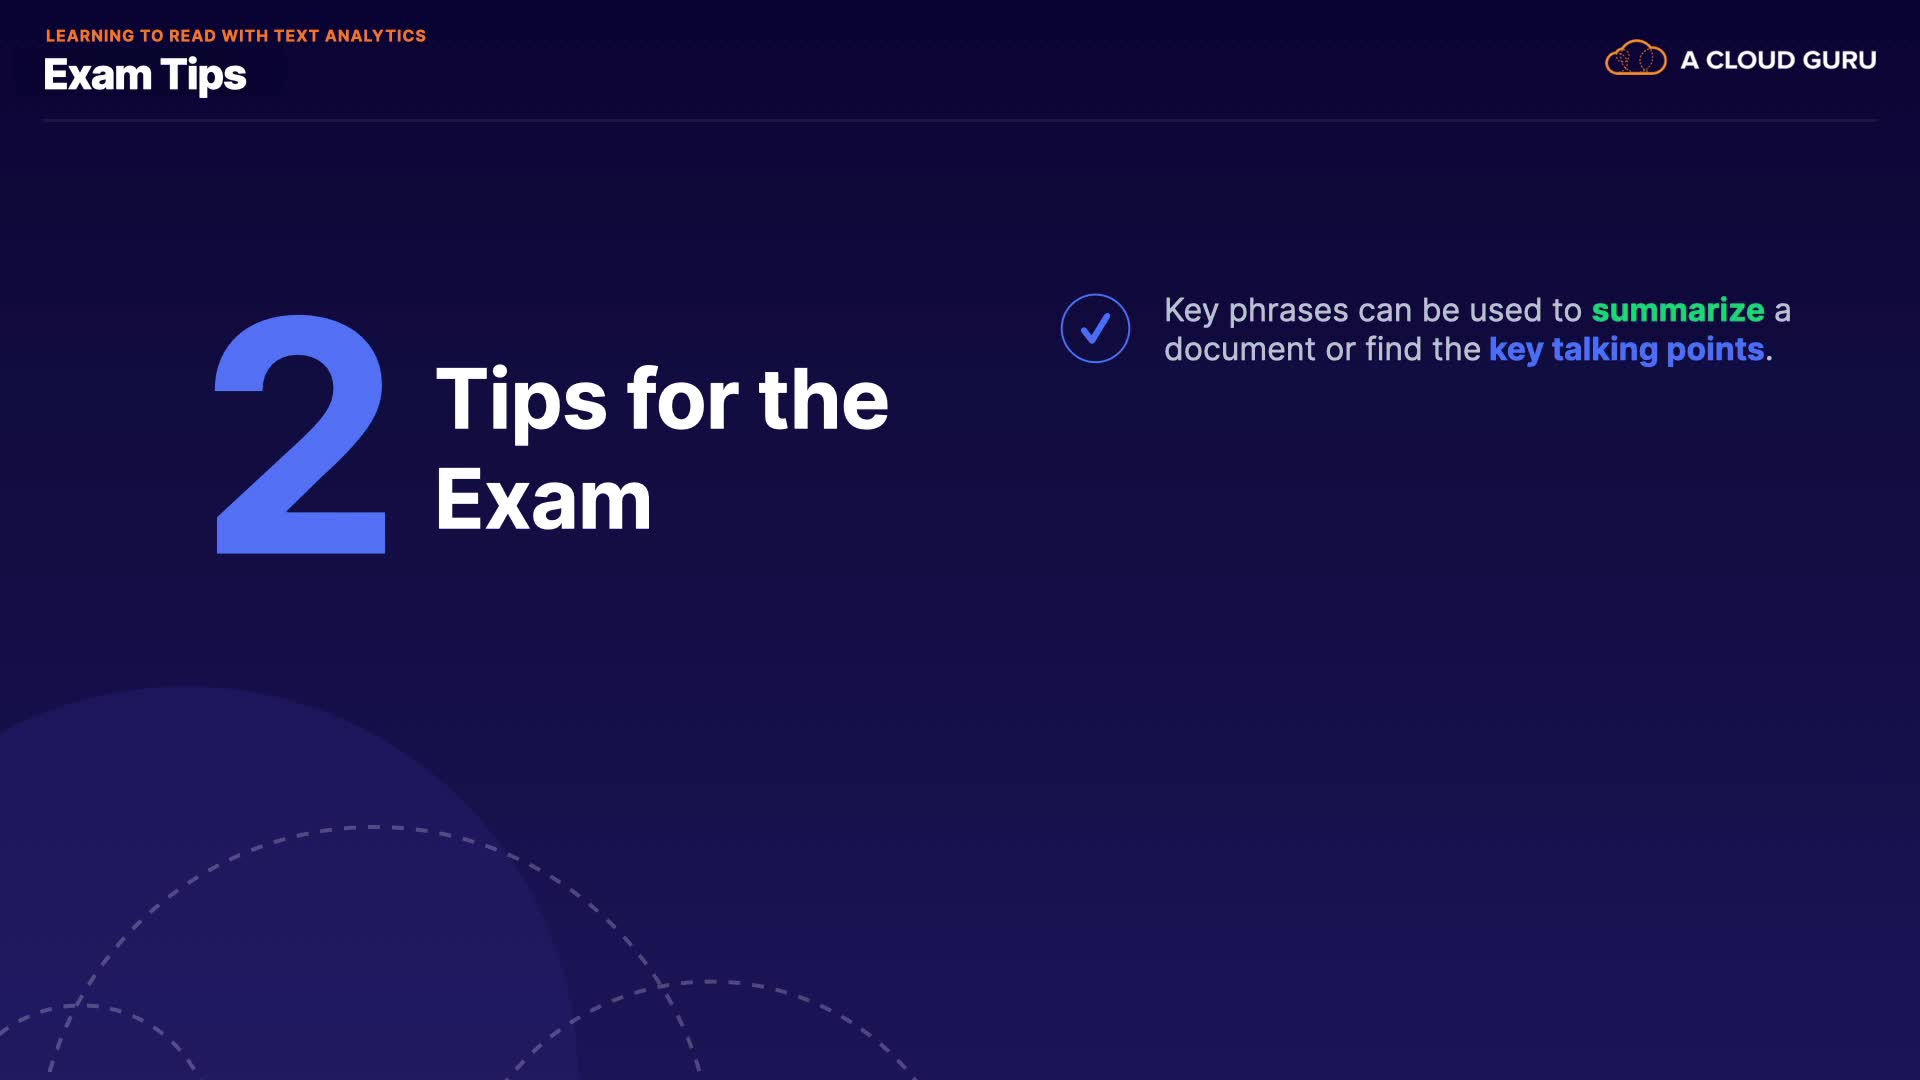 LEARNING TO READ WITH TEXT ANALYTICS
Exam Tips
A CLOUD GURU
2
Tips for the
Exam
Key phrases can be used to summarize a
document or find the key talking points.